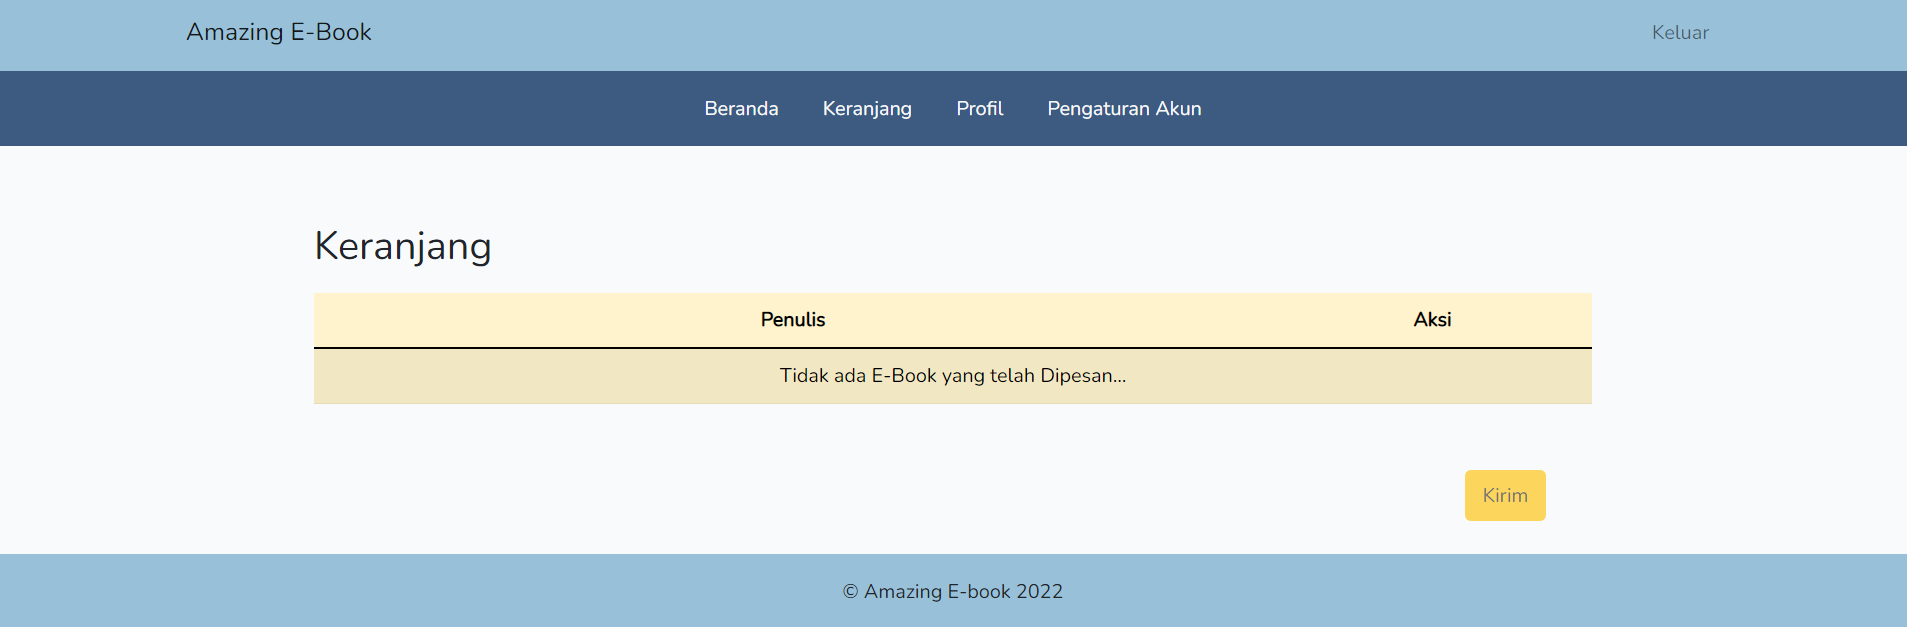 Amazing E-Book Keluar
Beranda Keranjang Profil Pengaturan Akun
Keranjang
Penulis Aksi
Tidak ada E-Book yang telah Dipesan...
Kirim
© Amazing E-book 2022